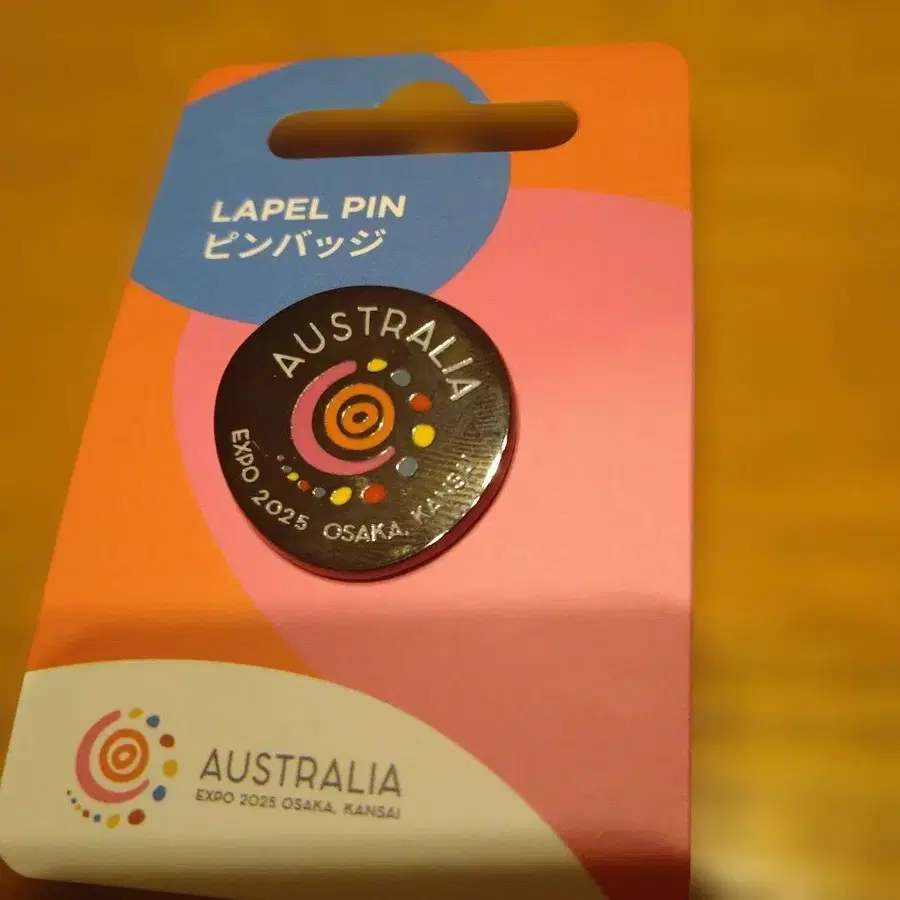 LAPEL PIN
ピンバッジ
AUSTRALIA
EXPO 2025 OSAKA, KANSAI
AUSTRALIA
EXPO 2025 OSAKA, KANSAI